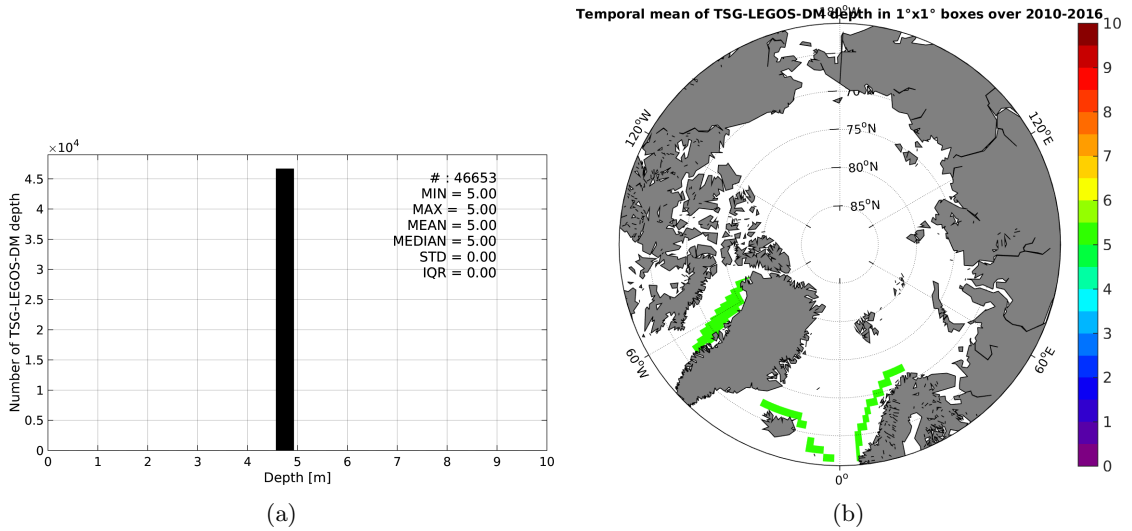 Temporal mean of TSG-LEGOS-DM depth in 1°x1° boxes over 2010-2016
×10⁴
Number of TSG-LEGOS-DM depth
4.5
4
3.5
3
2.5
2
1.5
1
0.5
0
# : 46653
MIN = 5.00
MAX = 5.00
MEAN = 5.00
MEDIAN = 5.00
STD = 0.00
IQR = 0.00
0 1 2 3 4 5 6 7 8 9 10
Depth [m]
(a)
180°W
120°W
120°E
75°N
80°N
85°N
60°W
60°E
0°
10
9
8
7
6
5
4
3
2
1
0
(b)